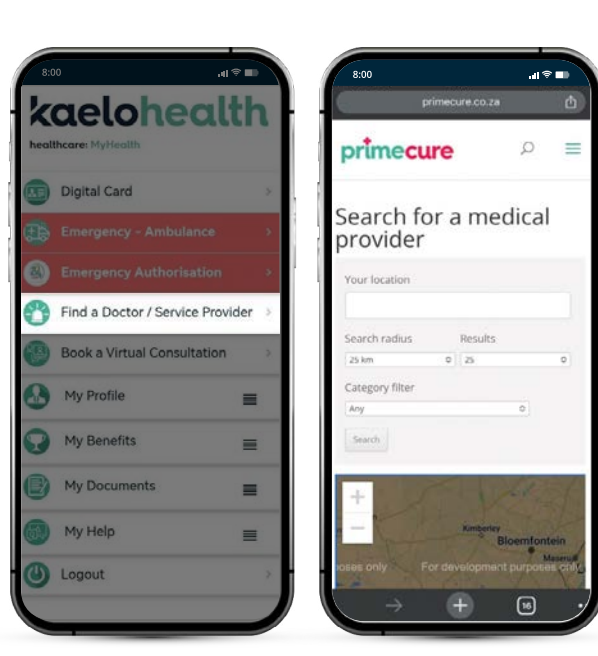 8:00
kaelohealth
healthcare: MyHealth
Digital Card
Emergency - Ambulance
Emergency Authorisation
Find a Doctor / Service Provider
Book a Virtual Consultation
My Profile
My Benefits
My Documents
My Help
Logout
8:00
primecure.co.za
primecure
Search for a medical
provider
Your location
Search radius
Results
25 km
25
Category filter
Any
Search
+
−
Kimberley
Bloemfontein
Maseru
oses only
For development purposes only
16